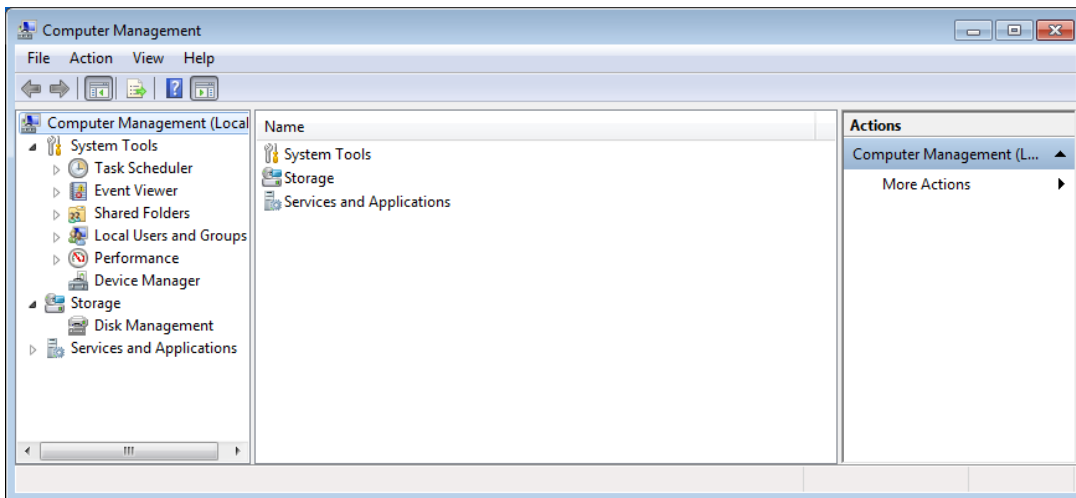 Computer Management
File Action View Help
Computer Management (Local
System Tools
Task Scheduler
Event Viewer
Shared Folders
Local Users and Groups
Performance
Device Manager
Storage
Disk Management
Services and Applications
Name
System Tools
Storage
Services and Applications
Actions
Computer Management (L...
More Actions